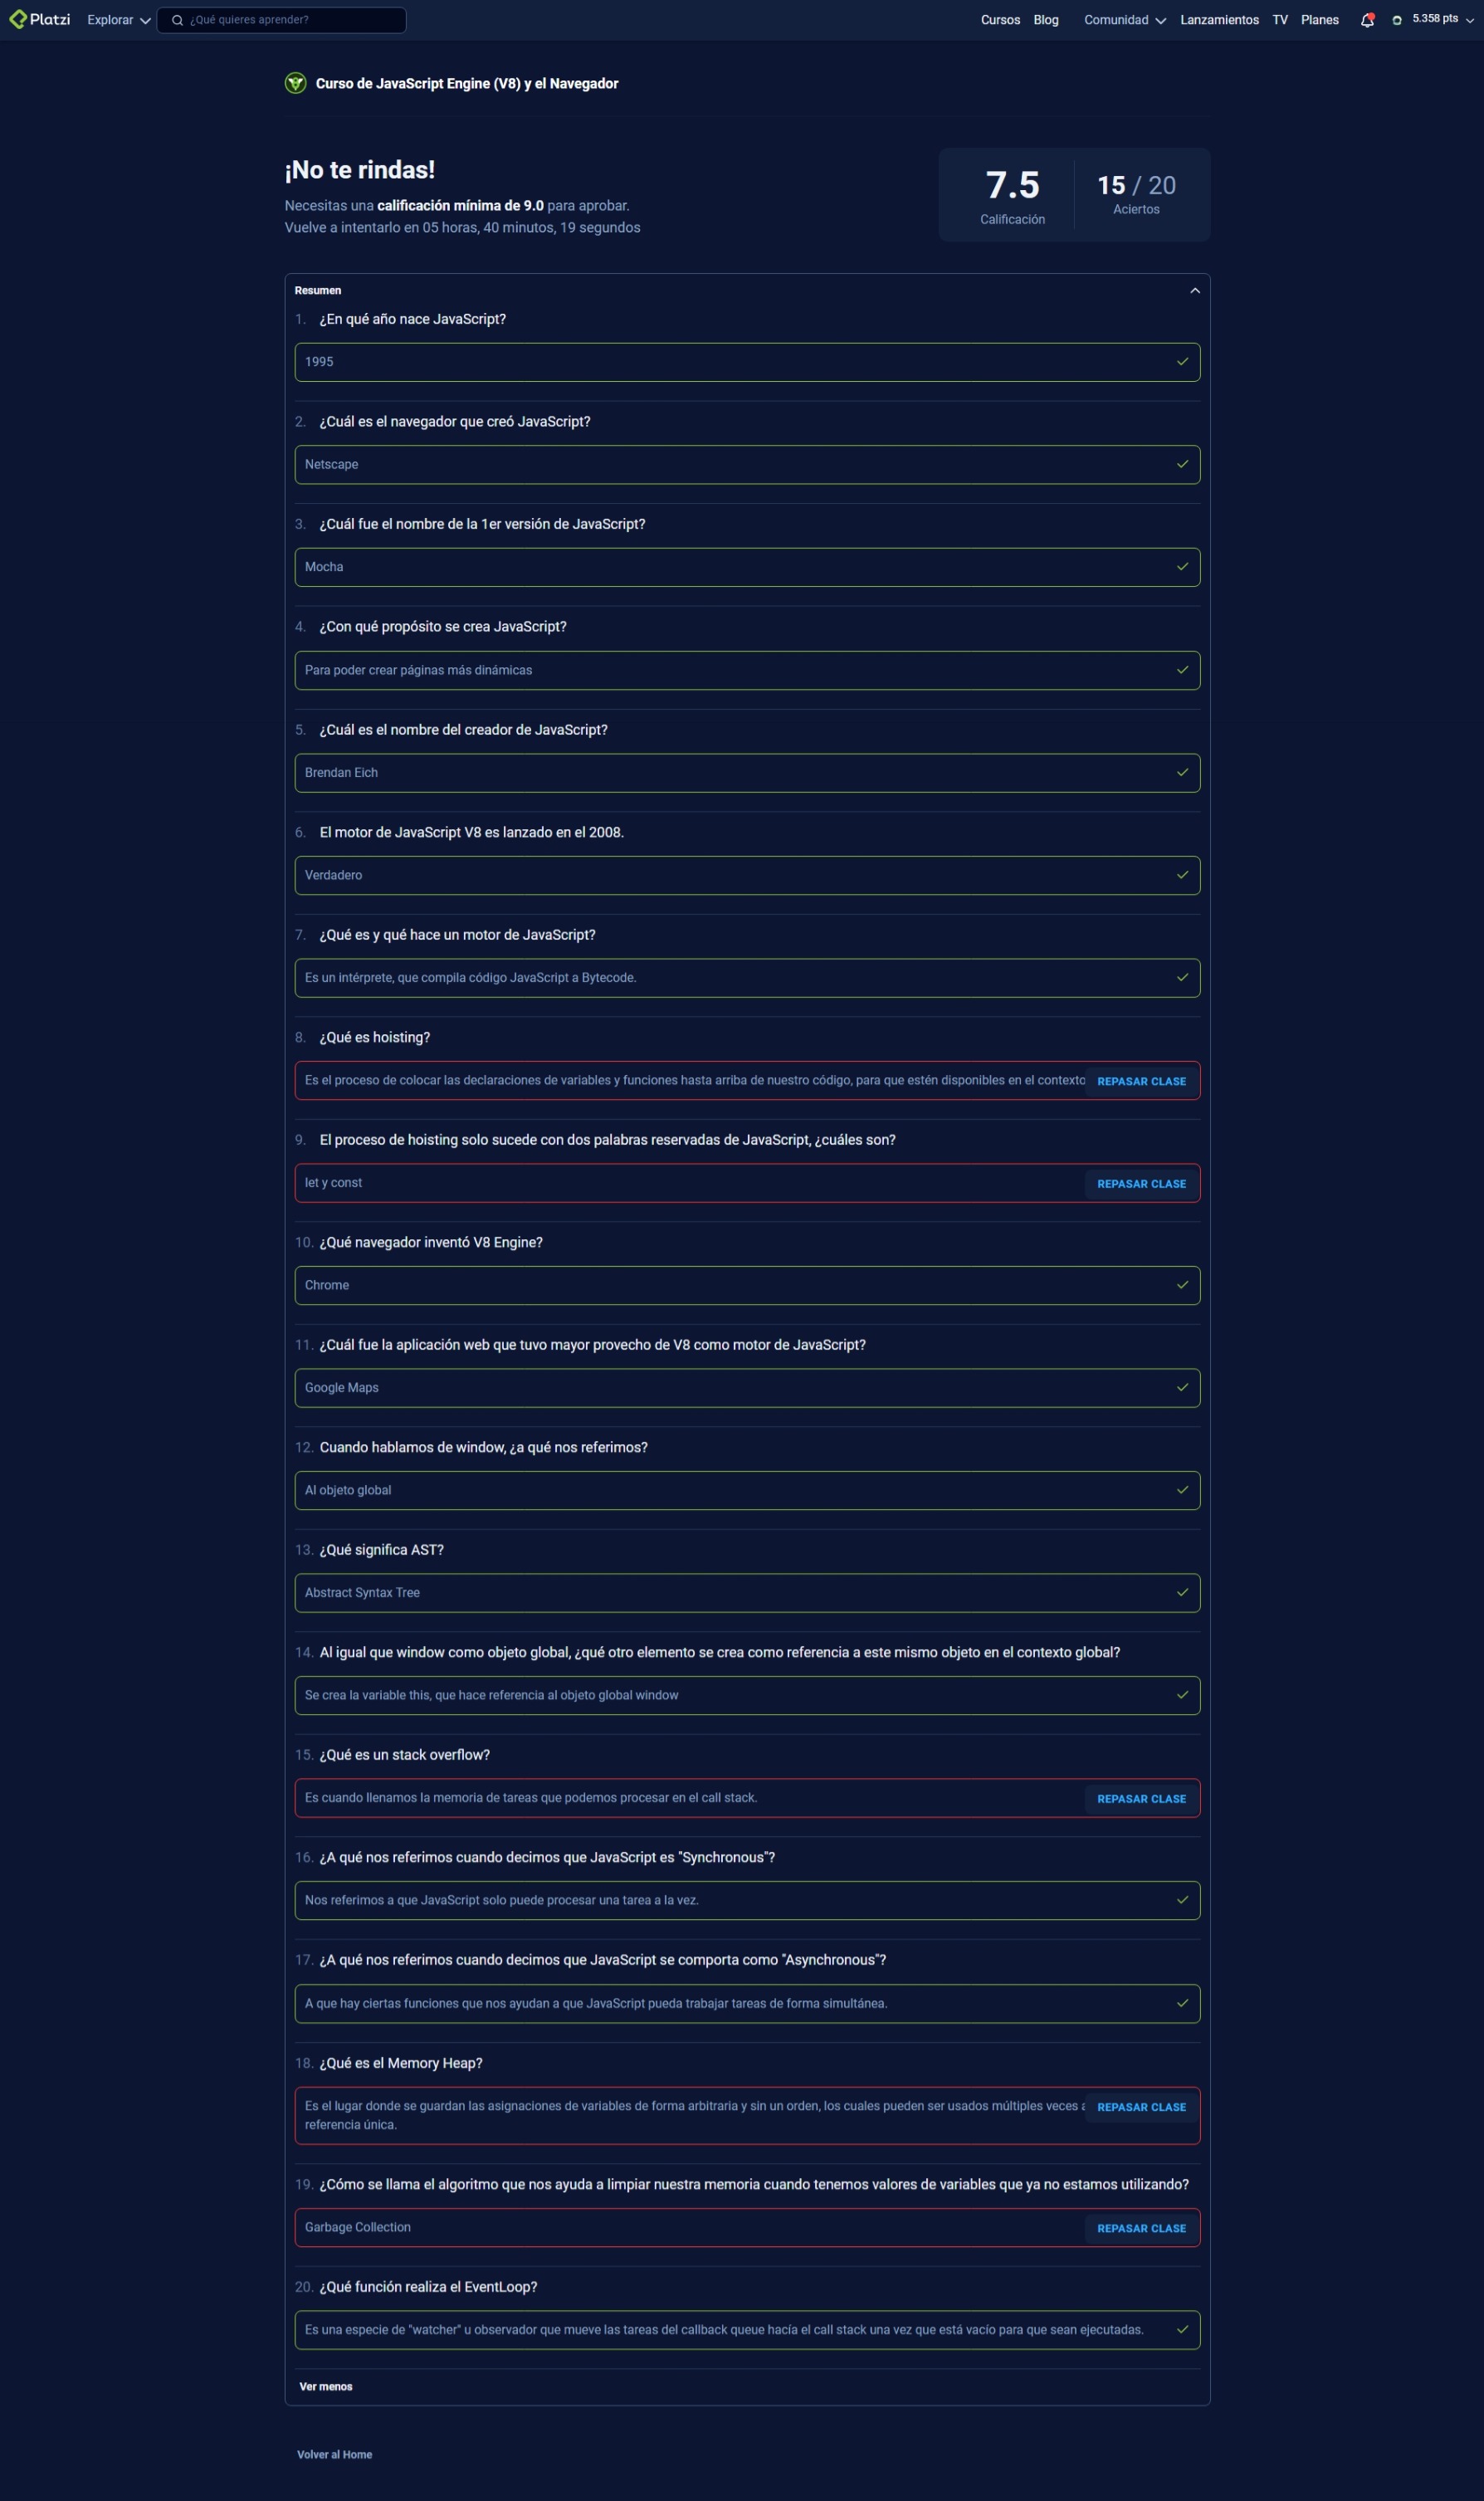 Platzi Explorar ¿Qué quieres aprender? Cursos Blog Comunidad Lanzamientos TV Planes 5.358 pts
Curso de JavaScript Engine (V8) y el Navegador
¡No te rindas!
Necesitas una calificación mínima de 9.0 para aprobar.
Vuelve a intentarlo en 05 horas, 40 minutos, 19 segundos
7.5
Calificación
15 / 20
Aciertos
Resumen
1. ¿En qué año nace JavaScript?
1995
2. ¿Cuál es el navegador que creó JavaScript?
Netscape
3. ¿Cuál fue el nombre de la 1er versión de JavaScript?
Mocha
4. ¿Con qué propósito se crea JavaScript?
Para poder crear páginas más dinámicas
5. ¿Cuál es el nombre del creador de JavaScript?
Brendan Eich
6. El motor de JavaScript V8 es lanzado en el 2008.
Verdadero
7. ¿Qué es y qué hace un motor de JavaScript?
Es un intérprete, que compila código JavaScript a Bytecode.
8. ¿Qué es hoisting?
Es el proceso de colocar las declaraciones de variables y funciones hasta arriba de nuestro código, para que estén disponibles en el contexto REPASAR CLASE
9. El proceso de hoisting solo sucede con dos palabras reservadas de JavaScript, ¿cuáles son?
let y const REPASAR CLASE
10. ¿Qué navegador inventó V8 Engine?
Chrome
11. ¿Cuál fue la aplicación web que tuvo mayor provecho de V8 como motor de JavaScript?
Google Maps
12. Cuando hablamos de window, ¿a qué nos referimos?
Al objeto global
13. ¿Qué significa AST?
Abstract Syntax Tree
14. Al igual que window como objeto global, ¿qué otro elemento se crea como referencia a este mismo objeto en el contexto global?
Se crea la variable this, que hace referencia al objeto global window
15. ¿Qué es un stack overflow?
Es cuando llenamos la memoria de tareas que podemos procesar en el call stack. REPASAR CLASE
16. ¿A qué nos referimos cuando decimos que JavaScript es "Synchronous"?
Nos referimos a que JavaScript solo puede procesar una tarea a la vez.
17. ¿A qué nos referimos cuando decimos que JavaScript se comporta como "Asynchronous"?
A que hay ciertas funciones que nos ayudan a que JavaScript pueda trabajar tareas de forma simultánea.
18. ¿Qué es el Memory Heap?
Es el lugar donde se guardan las asignaciones de variables de forma arbitraria y sin un orden, los cuales pueden ser usados múltiples veces REPASAR CLASE
referencia única.
19. ¿Cómo se llama el algoritmo que nos ayuda a limpiar nuestra memoria cuando tenemos valores de variables que ya no estamos utilizando?
Garbage Collection REPASAR CLASE
20. ¿Qué función realiza el EventLoop?
Es una especie de "watcher" u observador que mueve las tareas del callback queue hacía el call stack una vez que está vacío para que sean ejecutadas.
Ver menos
Volver al Home